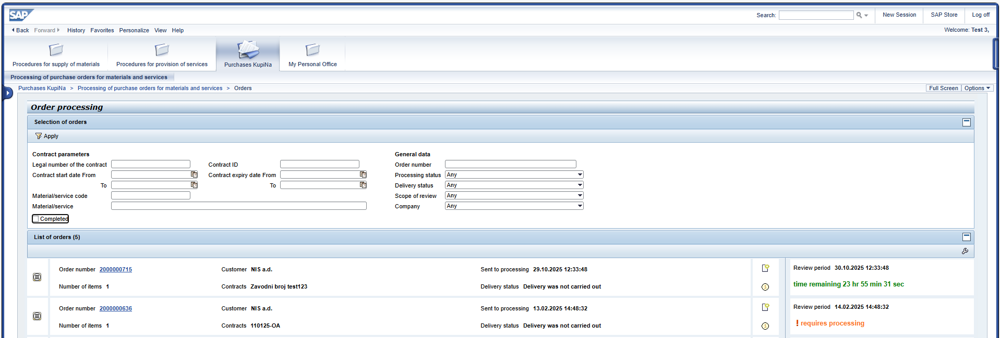 SAP
Search:
New Session
SAP Store
Log off
Back Forward History Favorites Personalize View Help
Welcome: Test 3,
Procedures for supply of materials
Procedures for provision of services
Purchases KupiNa
My Personal Office
Processing of purchase orders for materials and services
Purchases KupiNa > Processing of purchase orders for materials and services > Orders
Full Screen Options
Order processing
Selection of orders
Apply
Contract parameters
General data
Legal number of the contract
Contract ID
Order number
Contract start date From
Contract expiry date From
Processing status Any
To
To
Delivery status Any
Material/service code
Scope of review Any
Material/service
Company Any
Completed
List of orders (5)
Order number 2000000715
Customer NIS a.d.
Sent to processing 29.10.2025 12:33:48
Review period 30.10.2025 12:33:48
Number of items 1
Contracts Zavodni broj test123
Delivery status Delivery was not carried out
time remaining 23 hr 55 min 31 sec
Order number 2000000636
Customer NIS a.d.
Sent to processing 13.02.2025 14:48:32
Review period 14.02.2025 14:48:32
Number of items 1
Contracts 110125-OA
Delivery status Delivery was not carried out
! requires processing